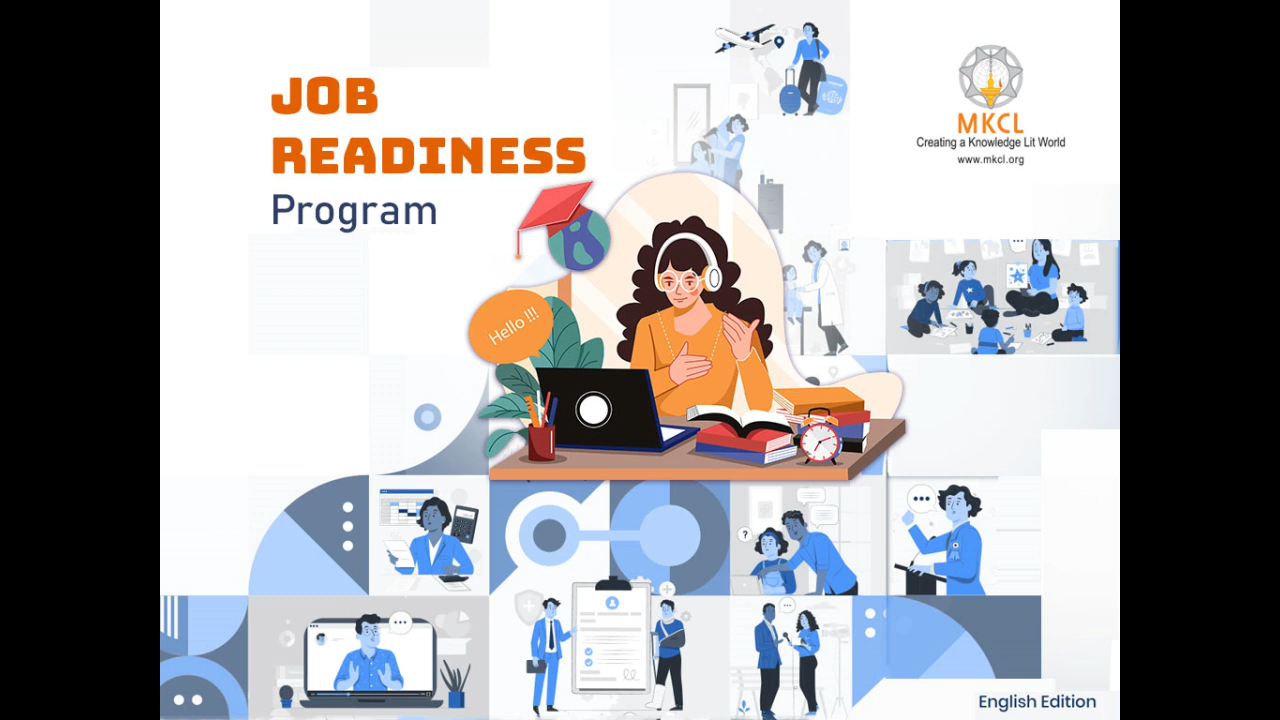 JOB
READINESS
Program
MKCL
Creating a Knowledge Lit World
www.mkcl.org
Hello !!!
?
English Edition